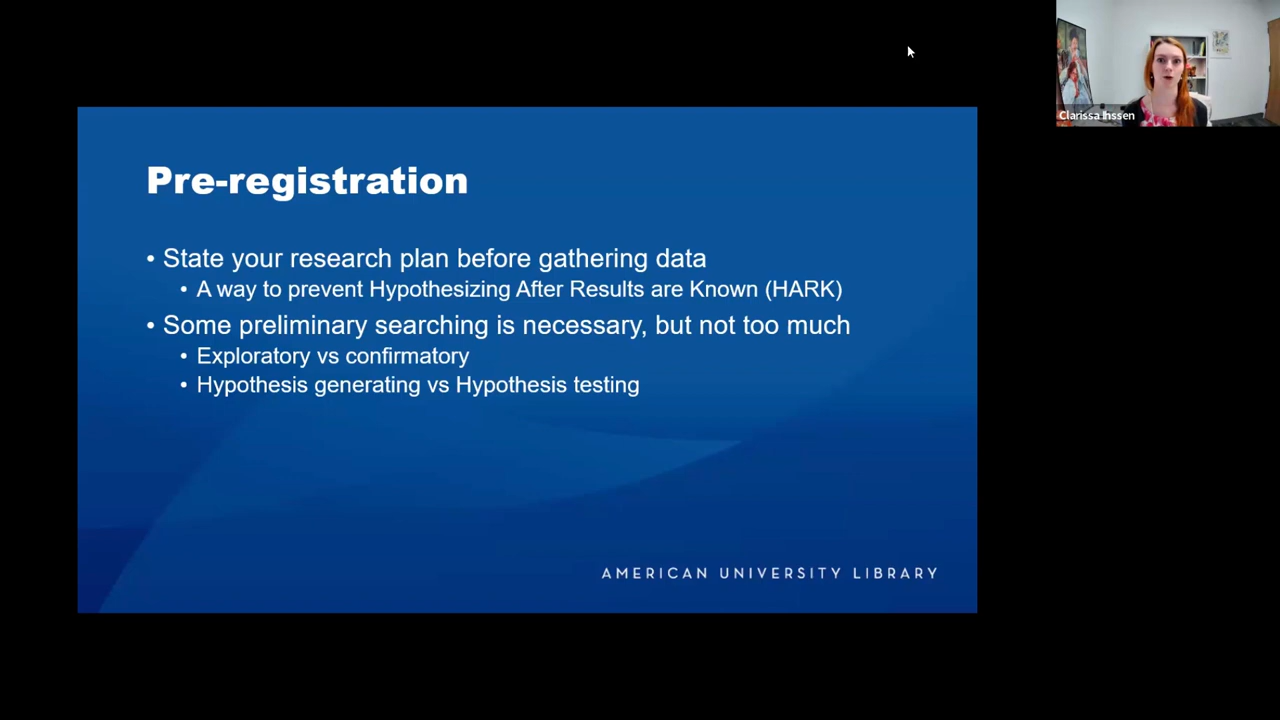 Clarissa Ihssen
Pre-registration
• State your research plan before gathering data
• A way to prevent Hypothesizing After Results are Known (HARK)
• Some preliminary searching is necessary, but not too much
• Exploratory vs confirmatory
• Hypothesis generating vs Hypothesis testing
AMERICAN UNIVERSITY LIBRARY